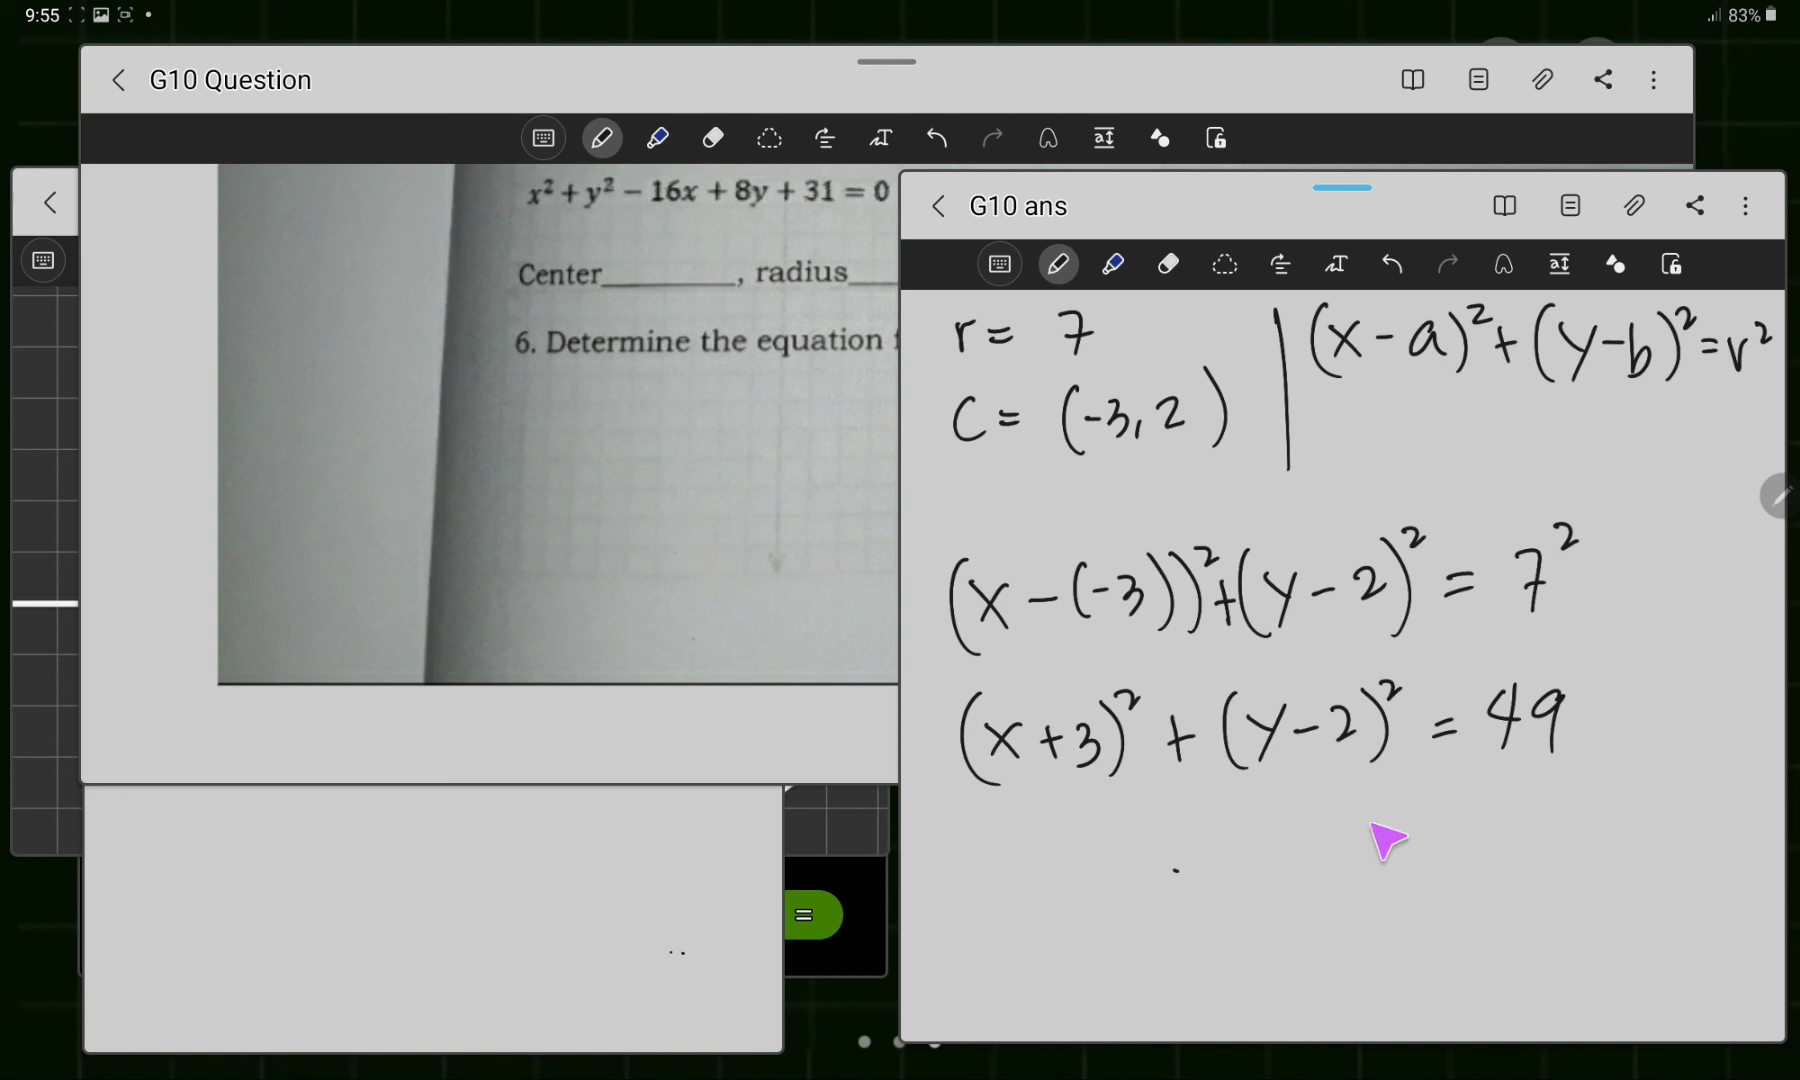 9:55
83%
G10 Question
x² + y² − 16x + 8y + 31 = 0
Center________, radius___
6. Determine the equation
G10 ans
r = 7
(x - a)² + (y - b)² = r²
C = (-3, 2)
(x - (-3))² + (y - 2)² = 7²
(x + 3)² + (y - 2)² = 49
=